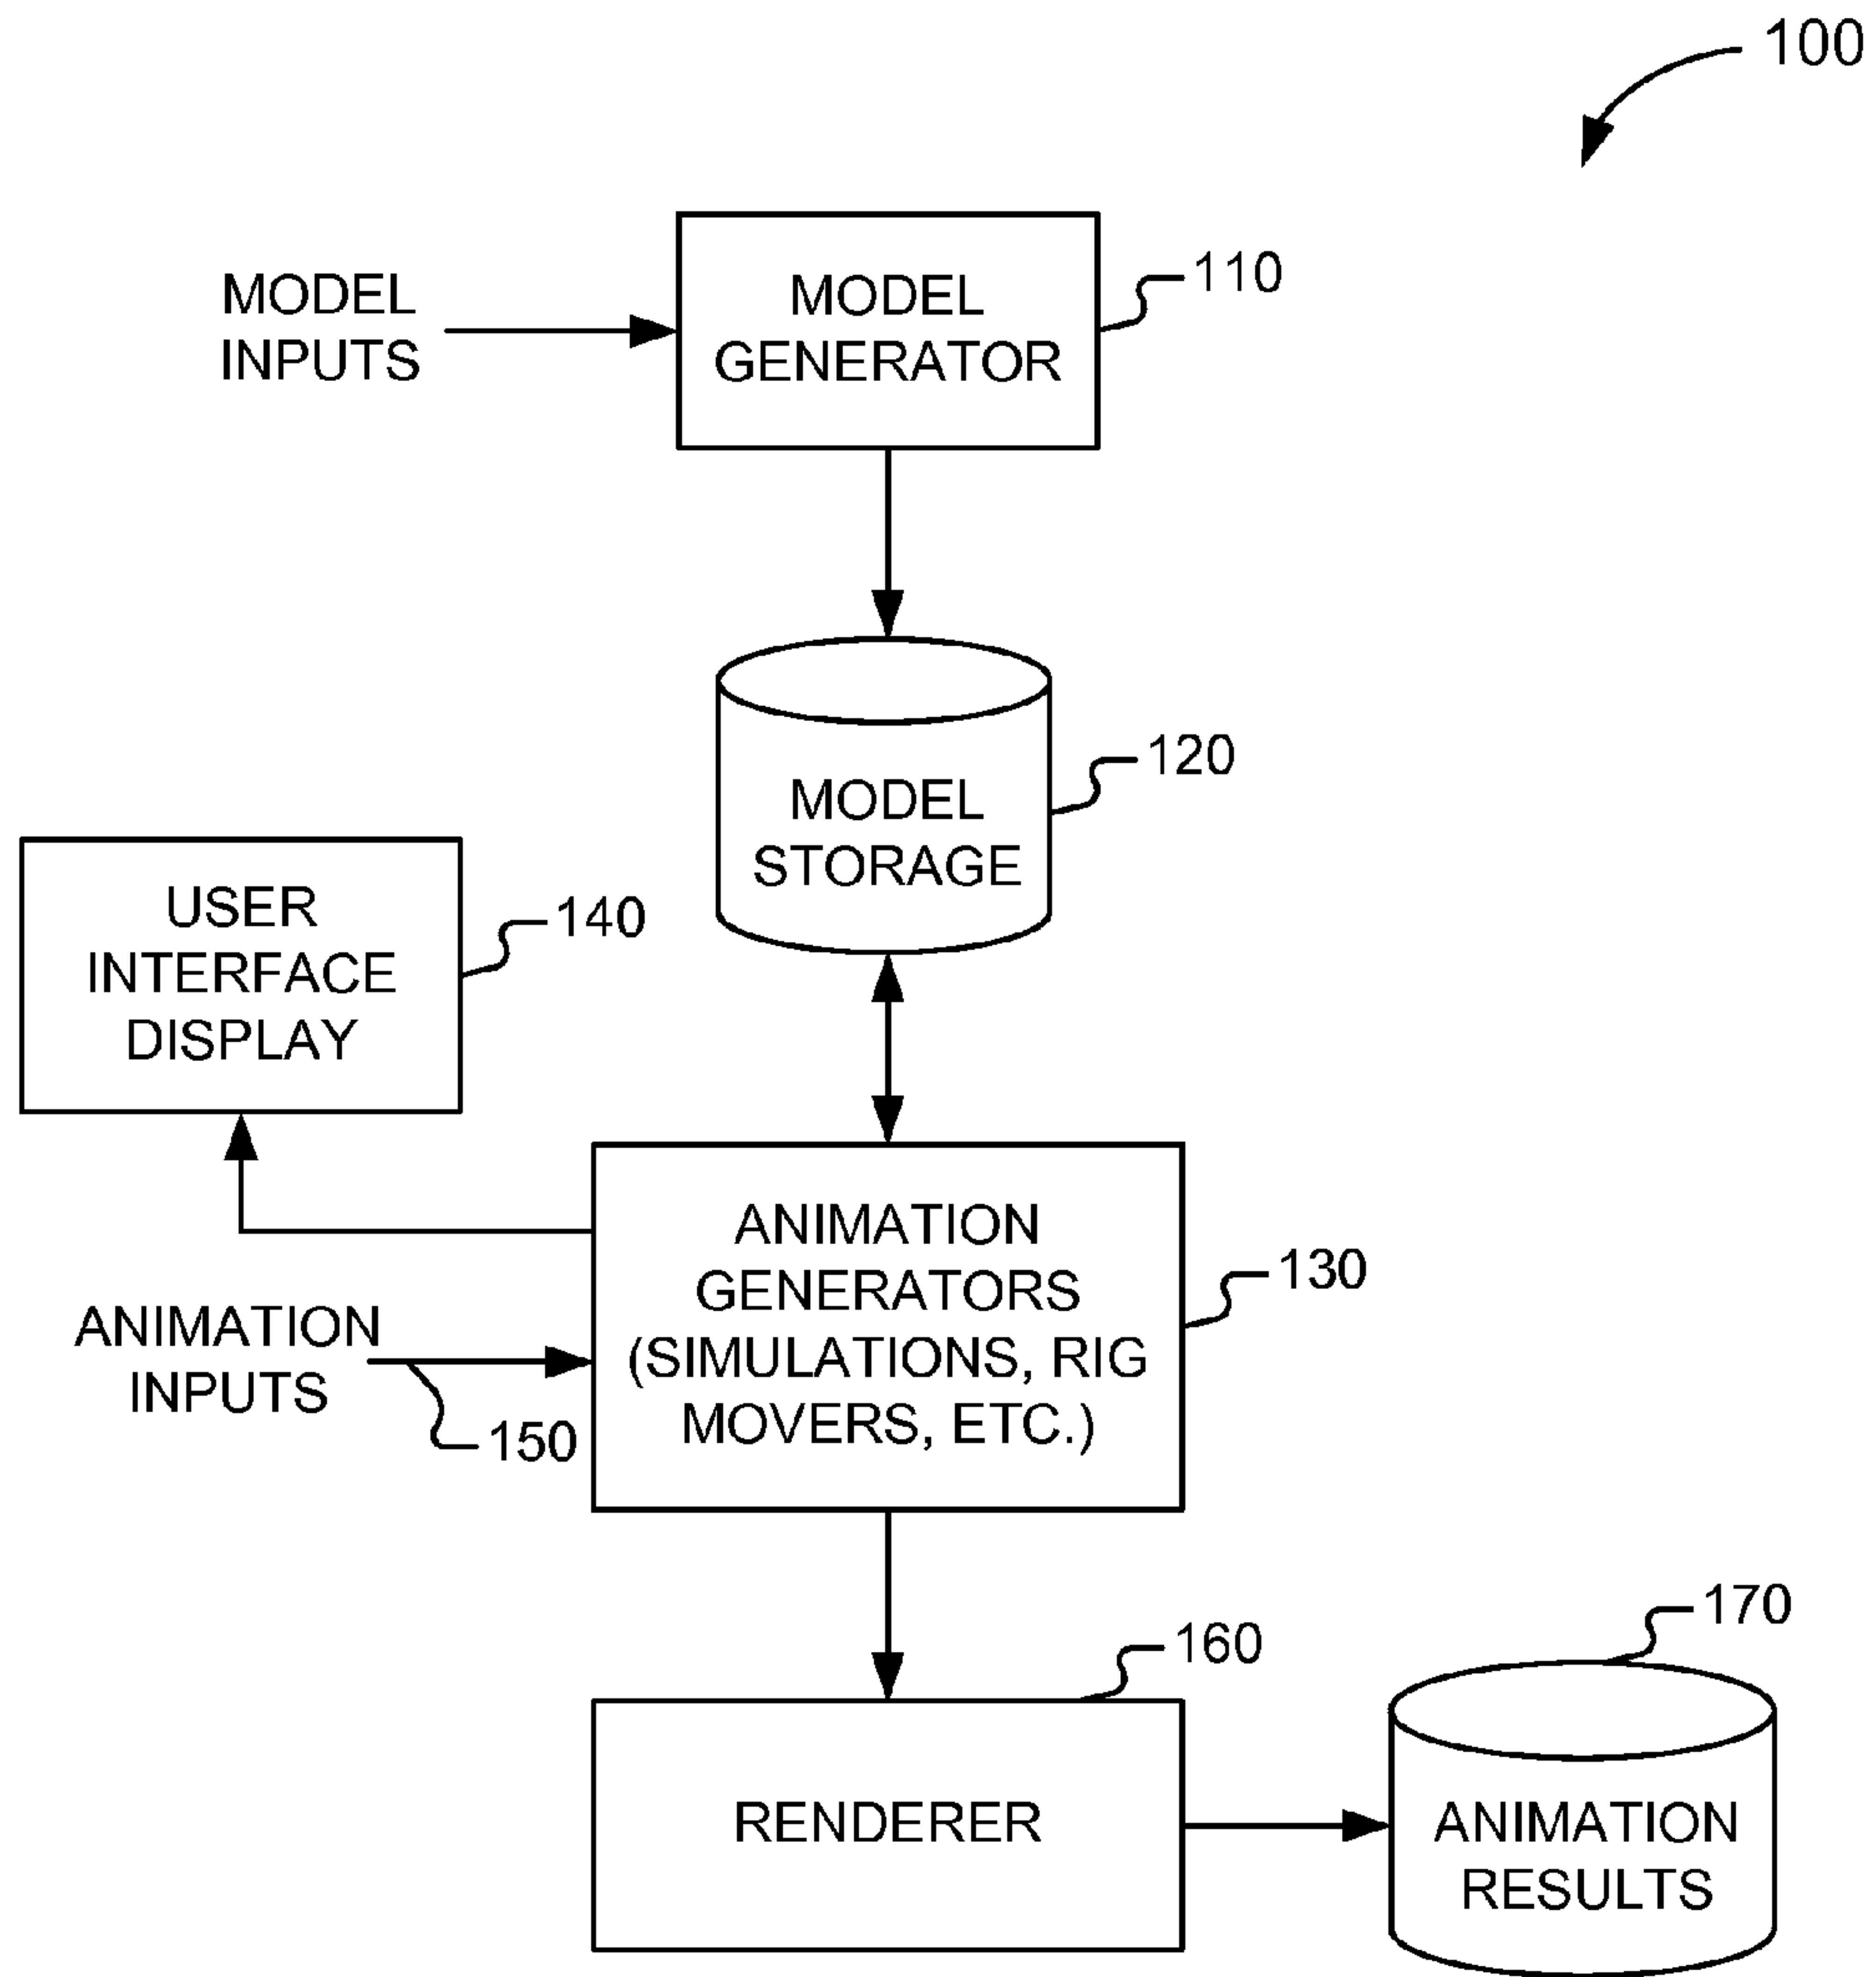 100
MODEL
INPUTS
MODEL
GENERATOR
110
MODEL
STORAGE
120
USER
INTERFACE
DISPLAY
140
ANIMATION
GENERATORS
(SIMULATIONS, RIG
MOVERS, ETC.)
130
ANIMATION
INPUTS
150
RENDERER
160
ANIMATION
RESULTS
170